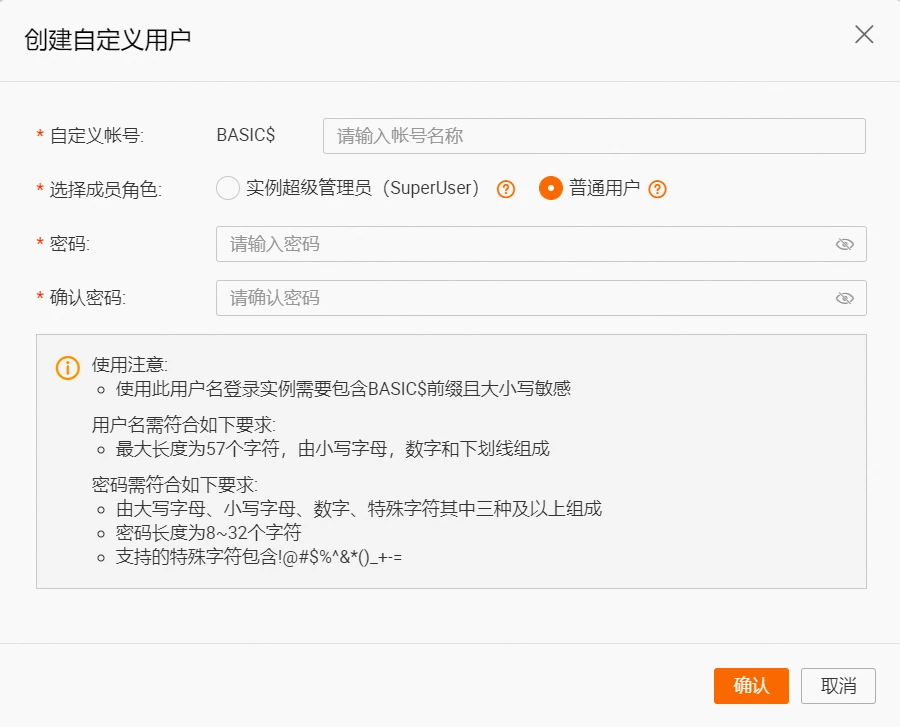 创建自定义用户
* 自定义帐号: BASIC$ 请输入帐号名称
* 选择成员角色: 实例超级管理员（SuperUser） ? 普通用户 ?
* 密码: 请输入密码
* 确认密码: 请确认密码
使用注意:
使用此用户名登录实例需要包含BASIC$前缀且大小写敏感
用户名需符合如下要求:
最大长度为57个字符，由小写字母，数字和下划线组成
密码需符合如下要求:
由大写字母、小写字母、数字、特殊字符其中三种及以上组成
密码长度为8~32个字符
支持的特殊字符包含!@#$%^&*()_+-=
确认 取消